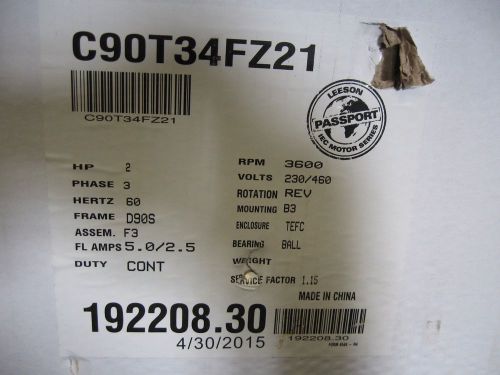 C90T34FZ21
C90T34FZ21
LEESON
PASSPORT
IEC MOTOR SERIES
HP 2
PHASE 3
HERTZ 60
FRAME D90S
ASSEM. F3
FL AMPS 5.0/2.5
DUTY CONT
RPM 3600
VOLTS 230/460
ROTATION REV
MOUNTING B3
ENCLOSURE TEFC
BEARING BALL
WEIGHT
SERVICE FACTOR 1.15
MADE IN CHINA
192208.30
4/30/2015
192208.30